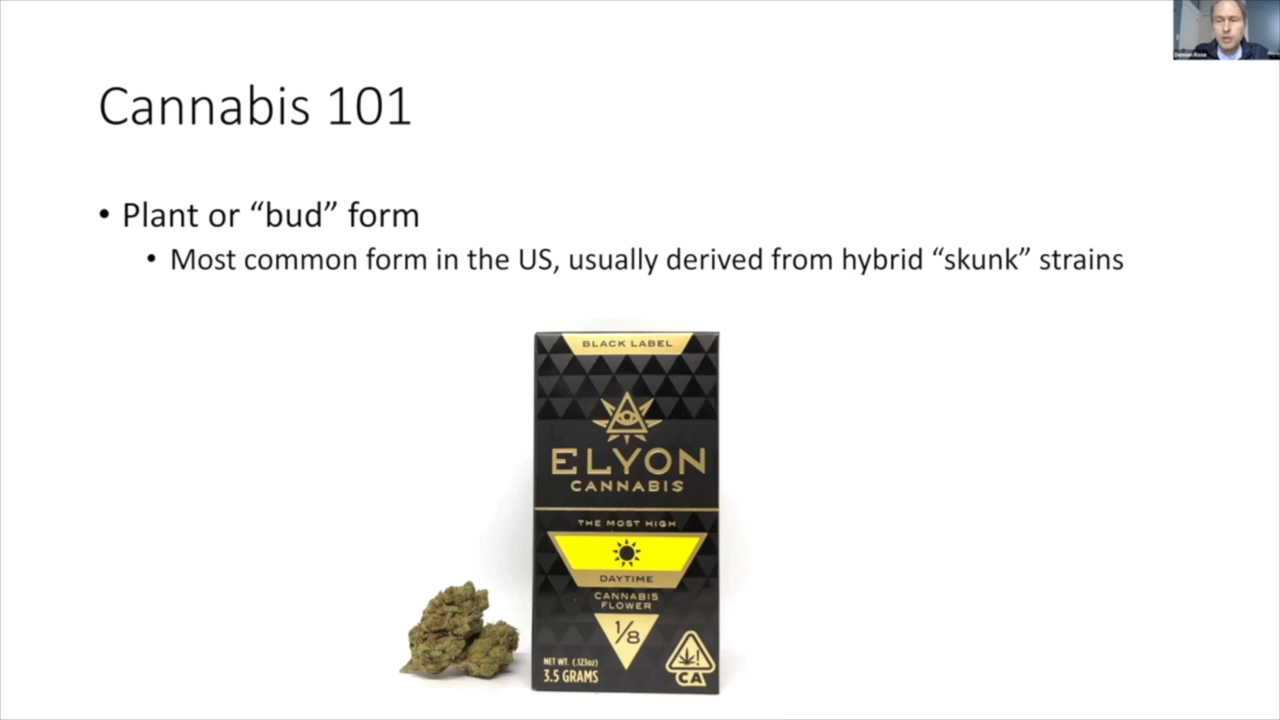 Cannabis 101
• Plant or “bud” form
• Most common form in the US, usually derived from hybrid “skunk” strains
BLACK LABEL
ELYON
CANNABIS
THE MOST HIGH
DAYTIME
CANNABIS
FLOWER
1/8
NET WT. (.123oz)
3.5 GRAMS
CA